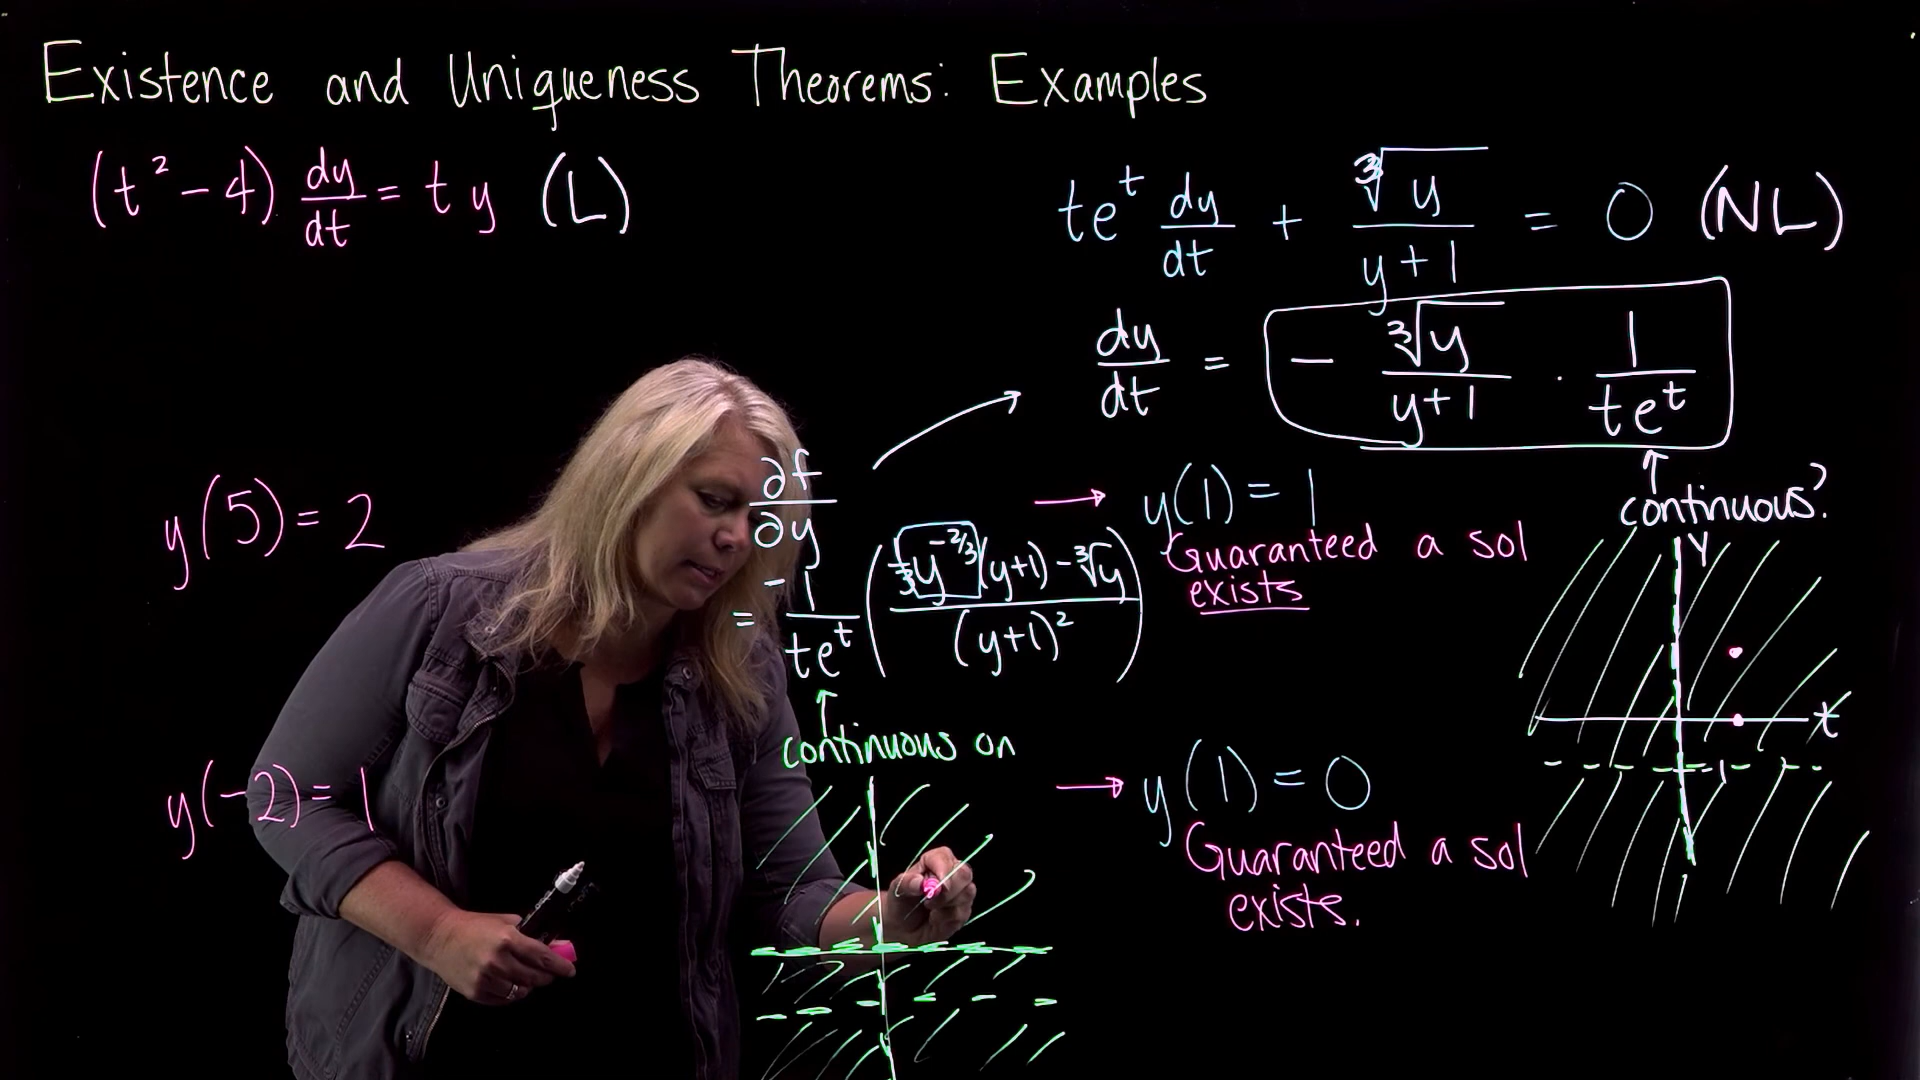 Existence and Uniqueness Theorems: Examples
(t² - 4) dy/dt = ty (L)
y(5) = 2
y(-2) = 1
te^t dy/dt + ∛y/(y+1) = 0 (NL)
dy/dt = - ∛y/(y+1) · 1/(te^t)
continuous?
y
t
∂f/∂y
= -1/(te^t) (⅓y^(-2/3)(y+1) - ∛y)/(y+1)²
continuous on
→ y(1) = 1
Guaranteed a sol
exists
→ y(1) = 0
Guaranteed a sol
exists.